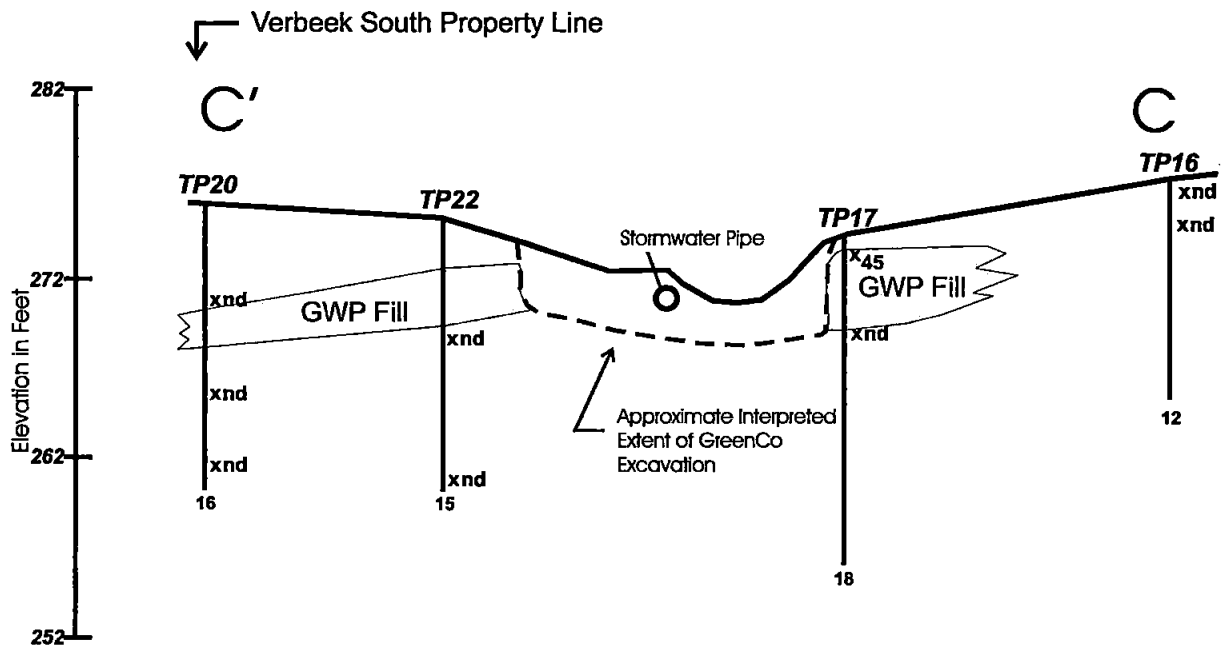 Verbeek South Property Line
282
C'
C
TP16
TP20
xnd
TP22
TP17
xnd
Stormwater Pipe
x45
272
xnd
GWP Fill
GWP Fill
xnd
xnd
Elevation in Feet
xnd
Approximate Interpreted
Extent of GreenCo
Excavation
12
262
xnd
xnd
16
15
18
252